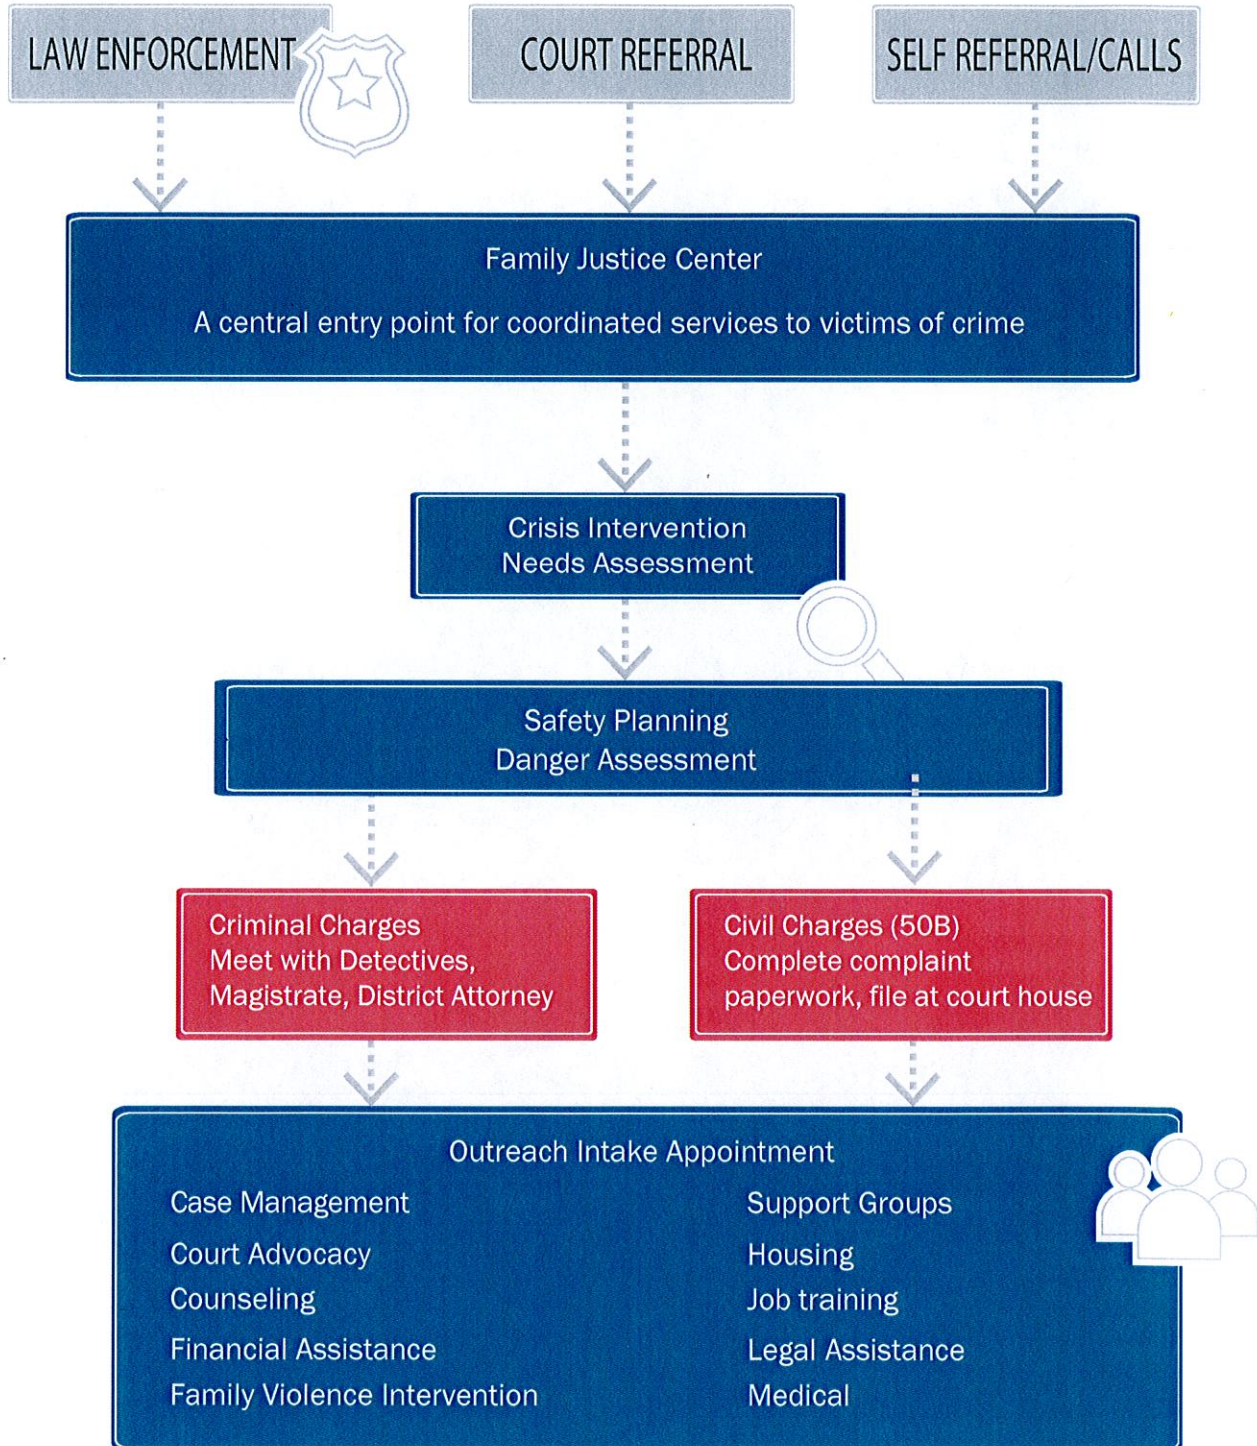 LAW ENFORCEMENT
COURT REFERRAL
SELF REFERRAL/CALLS
Family Justice Center
A central entry point for coordinated services to victims of crime
Crisis Intervention
Needs Assessment
Safety Planning
Danger Assessment
Criminal Charges
Meet with Detectives,
Magistrate, District Attorney
Civil Charges (50B)
Complete complaint
paperwork, file at court house
Outreach Intake Appointment
Case Management
Court Advocacy
Counseling
Financial Assistance
Family Violence Intervention
Support Groups
Housing
Job training
Legal Assistance
Medical